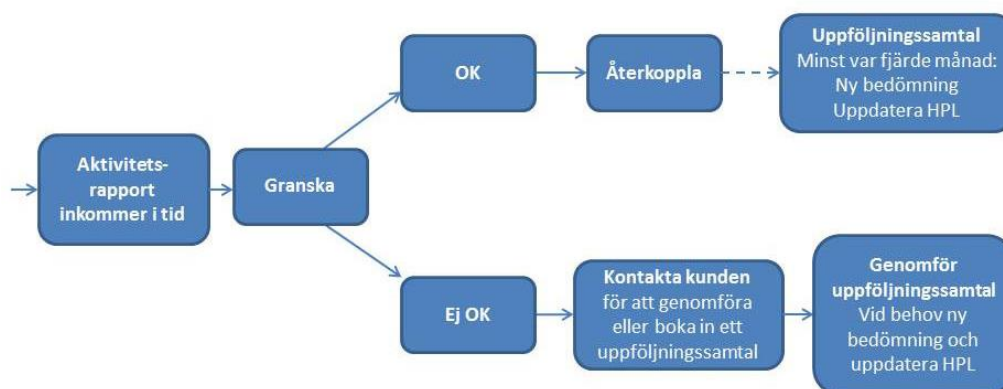 Aktivitets-
rapport
inkommer i tid
Granska
OK
Återkoppla
Uppföljningssamtal
Minst var fjärde månad:
Ny bedömning
Uppdatera HPL
Ej OK
Kontakta kunden
för att genomföra
eller boka in ett
uppföljningssamtal
Genomför
uppföljningssamtal
Vid behov ny
bedömning och
uppdatera HPL